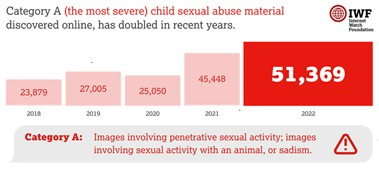 Category A (the most severe) child sexual abuse material
discovered online, has doubled in recent years.
IWF
Internet
Watch
Foundation
23,879
27,005
25,050
45,448
51,369
2018
2019
2020
2021
2022
Category A:
Images involving penetrative sexual activity; images
involving sexual activity with an animal, or sadism.